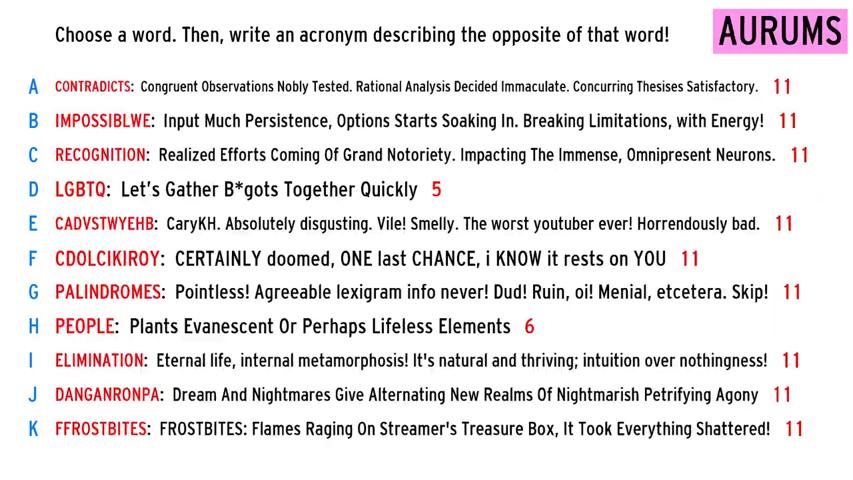 Choose a word. Then, write an acronym describing the opposite of that word!
AURUMS
A CONTRADICTS: Congruent Observations Nobly Tested. Rational Analysis Decided Immaculate. Concurring Thesises Satisfactory. 11
B IMPOSSIBLWE: Input Much Persistence, Options Starts Soaking In. Breaking Limitations, with Energy! 11
C RECOGNITION: Realized Efforts Coming Of Grand Notoriety. Impacting The Immense, Omnipresent Neurons. 11
D LGBTQ: Let's Gather B*gots Together Quickly 5
E CADVSTWYEHB: CaryKH. Absolutely disgusting. Vile! Smelly. The worst youtuber ever! Horrendously bad. 11
F CDOLCIKIROY: CERTAINLY doomed, ONE last CHANCE, i KNOW it rests on YOU 11
G PALINDROMES: Pointless! Agreeable lexigram info never! Dud! Ruin, oi! Menial, etcetera. Skip! 11
H PEOPLE: Plants Evanescent Or Perhaps Lifeless Elements 6
I ELIMINATION: Eternal life, internal metamorphosis! It's natural and thriving; intuition over nothingness! 11
J DANGANRONPA: Dream And Nightmares Give Alternating New Realms Of Nightmarish Petrifying Agony 11
K FFROSTBITES: FROSTBITES: Flames Raging On Streamer's Treasure Box, It Took Everything Shattered! 11